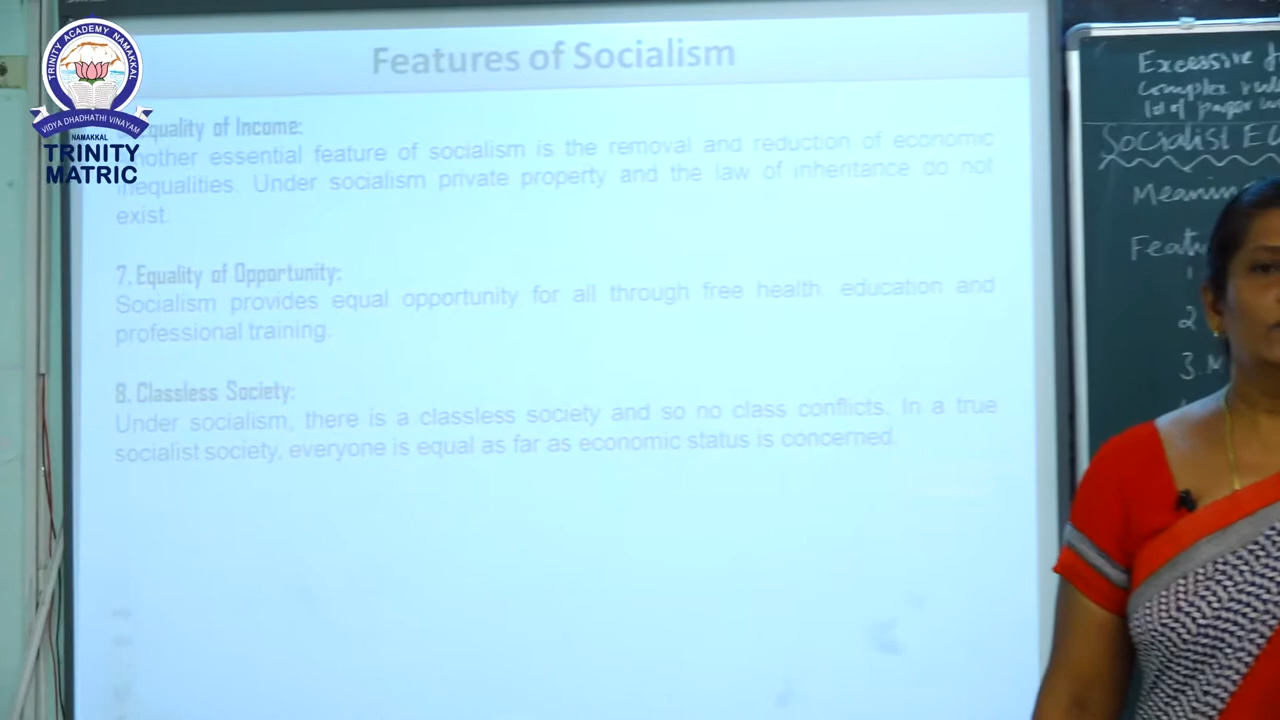 Features of Socialism
TRINITY ACADEMY NAMAKKAL
VIDYA DHADHATHI VINAYAM
NAMAKKAL
TRINITY
MATRIC
Equality of Income:
nother essential feature of socialism is the removal and reduction of economic
inequalities. Under socialism private property and the law of inheritance do not
exist.
7. Equality of Opportunity:
Socialism provides equal opportunity for all through free health, education and
professional training.
8. Classless Society:
Under socialism, there is a classless society and so no class conflicts. In a true
socialist society, everyone is equal as far as economic status is concerned.
Excessive
Complex
lot of paper
Socialist
Meanin
Featu
1
2
3. M